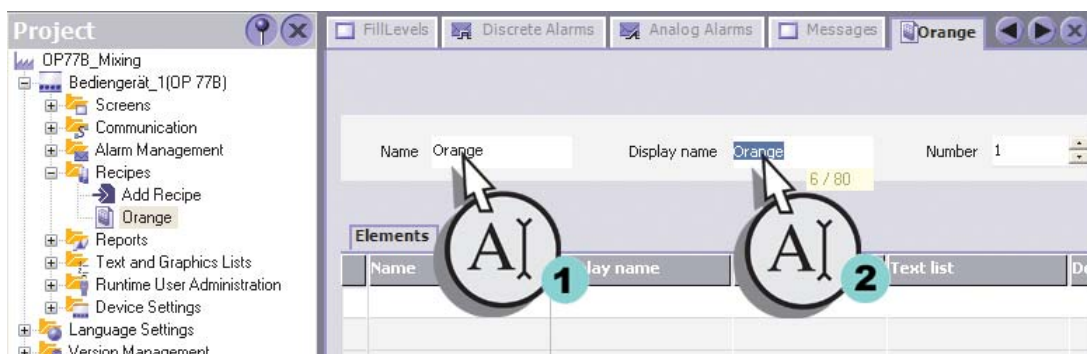 Project
OP77B_Mixing
Bediengerät_1(OP 77B)
Screens
Communication
Alarm Management
Recipes
Add Recipe
Orange
Reports
Text and Graphics Lists
Runtime User Administration
Device Settings
Language Settings
Version Management
FillLevels Discrete Alarms Analog Alarms Messages Orange
Name Orange Display name Orange Number 1
6 / 80
Elements
Name lay name Text list
A 1 A 2